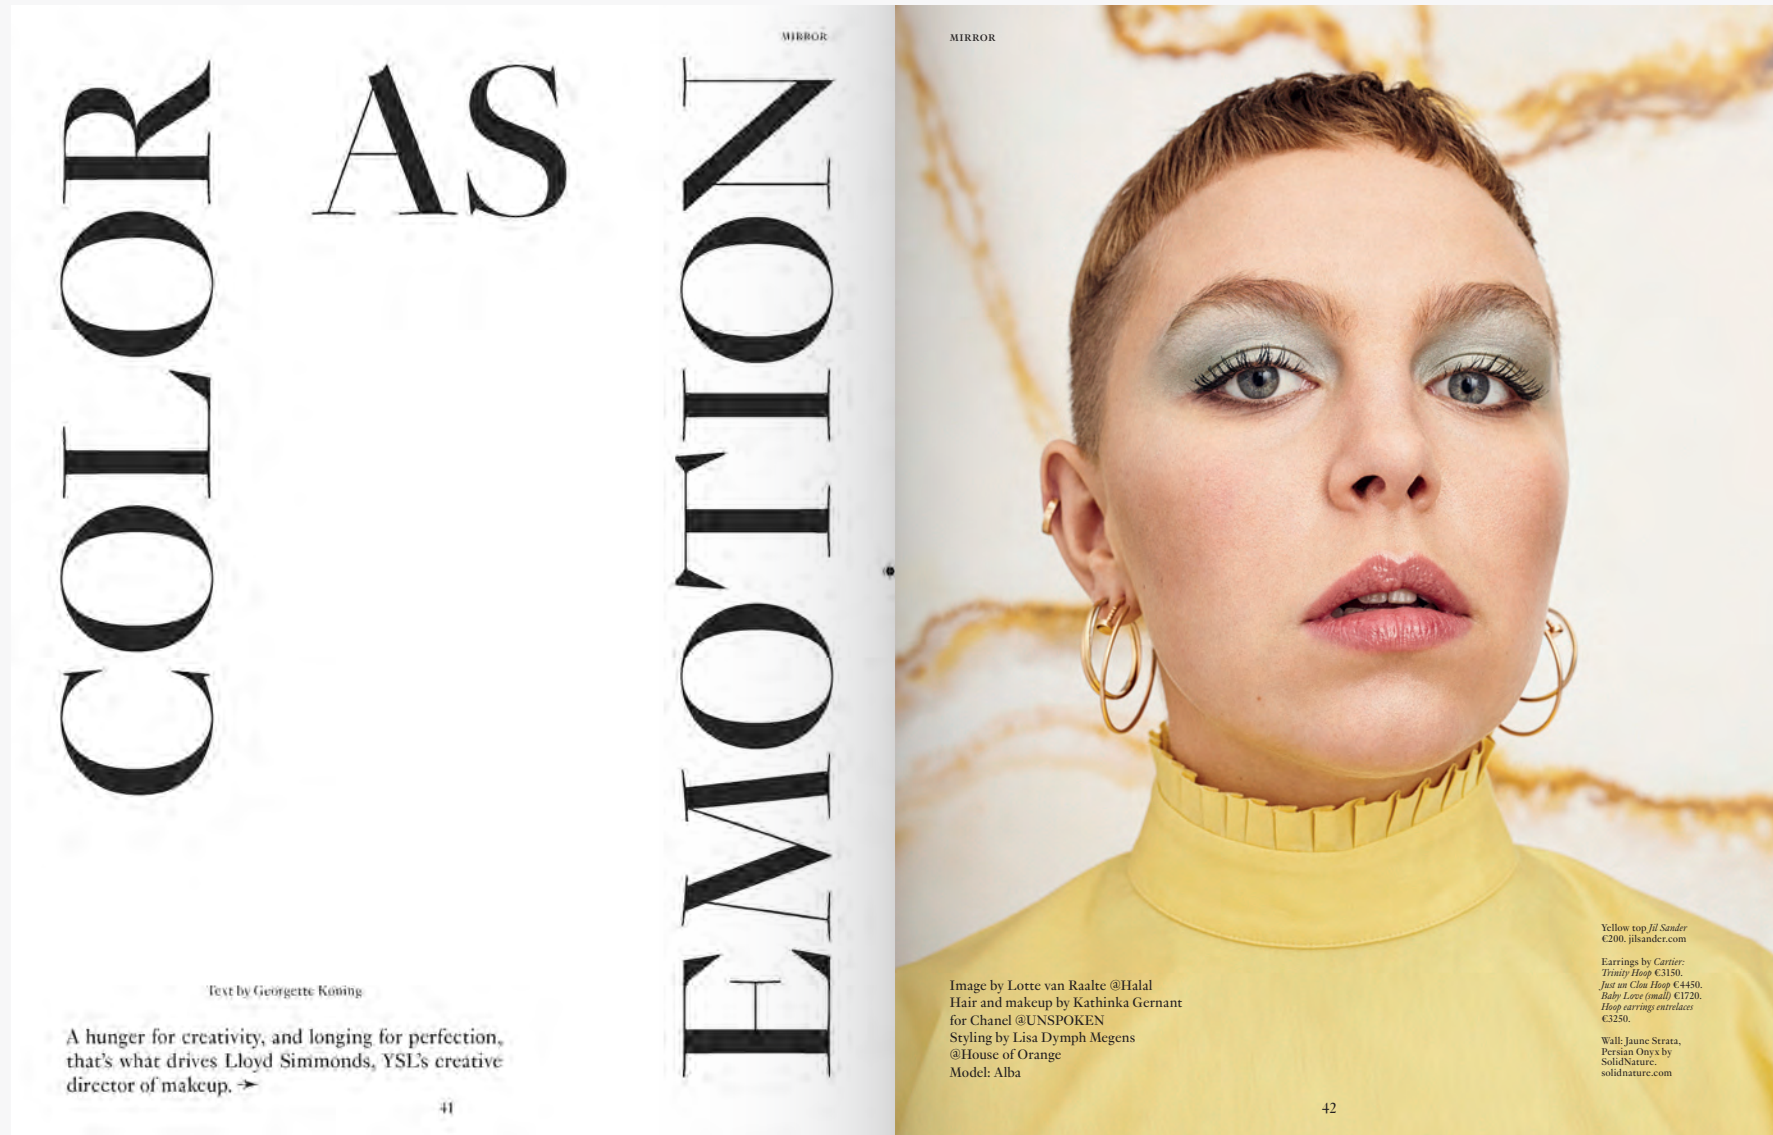 MIRROR
COLOR
AS
EMOTION
Text by Georgette Koning
A hunger for creativity, and longing for perfection,
that's what drives Lloyd Simmonds, YSL's creative
director of makeup. ➛
41
MIRROR
Image by Lotte van Raalte @Halal
Hair and makeup by Kathinka Gernant
for Chanel @UNSPOKEN
Styling by Lisa Dymph Megens
@House of Orange
Model: Alba
Yellow top Jil Sander
€200. jilsander.com
Earrings by Cartier:
Trinity Hoop €3150.
Just un Clou Hoop €4450.
Baby Love (small) €1720.
Hoop earrings entrelaces
€3250.
Wall: Jaune Strata,
Persian Onyx by
SolidNature.
solidnature.com
42